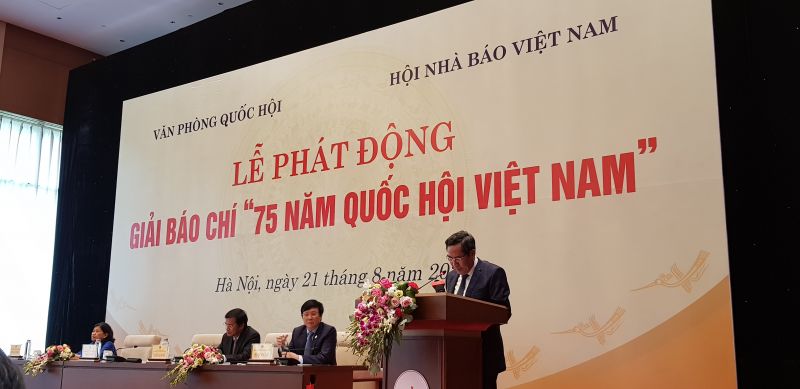 VĂN PHÒNG QUỐC HỘI
HỘI NHÀ BÁO VIỆT NAM
LỄ PHÁT ĐỘNG
GIẢI BÁO CHÍ "75 NĂM QUỐC HỘI VIỆT NAM"
Hà Nội, ngày 21 tháng 8 năm